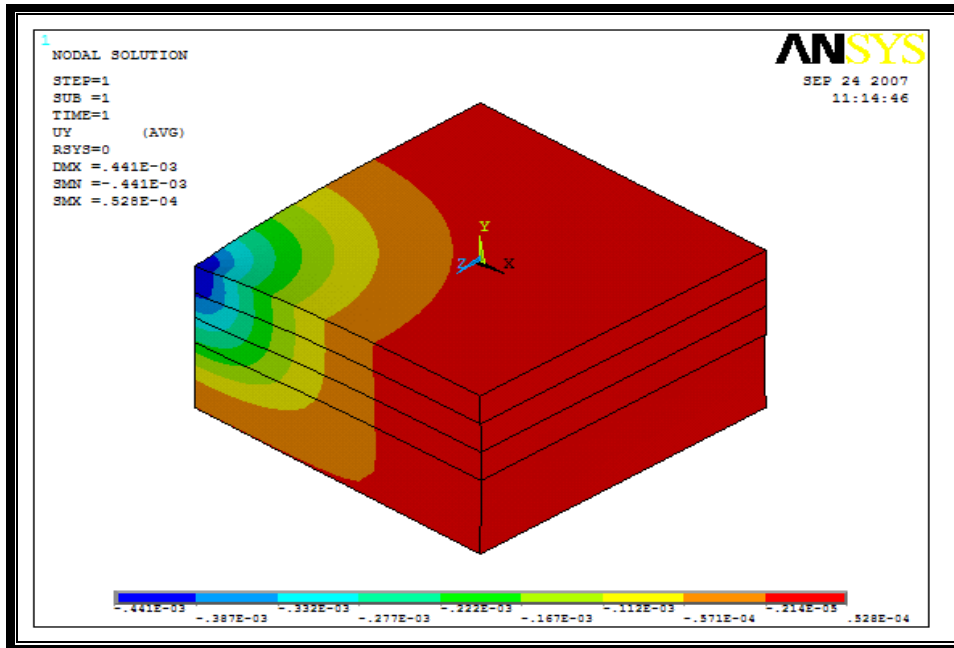 1
NODAL SOLUTION
STEP=1
SUB =1
TIME=1
UY (AVG)
RSYS=0
DMX =.441E-03
SMN =-.441E-03
SMX =.528E-04
ANSYS
SEP 24 2007
11:14:46
Y
Z X
-.441E-03 -.332E-03 -.222E-03 -.112E-03 -.214E-05
-.387E-03 -.277E-03 -.167E-03 -.571E-04 .528E-04